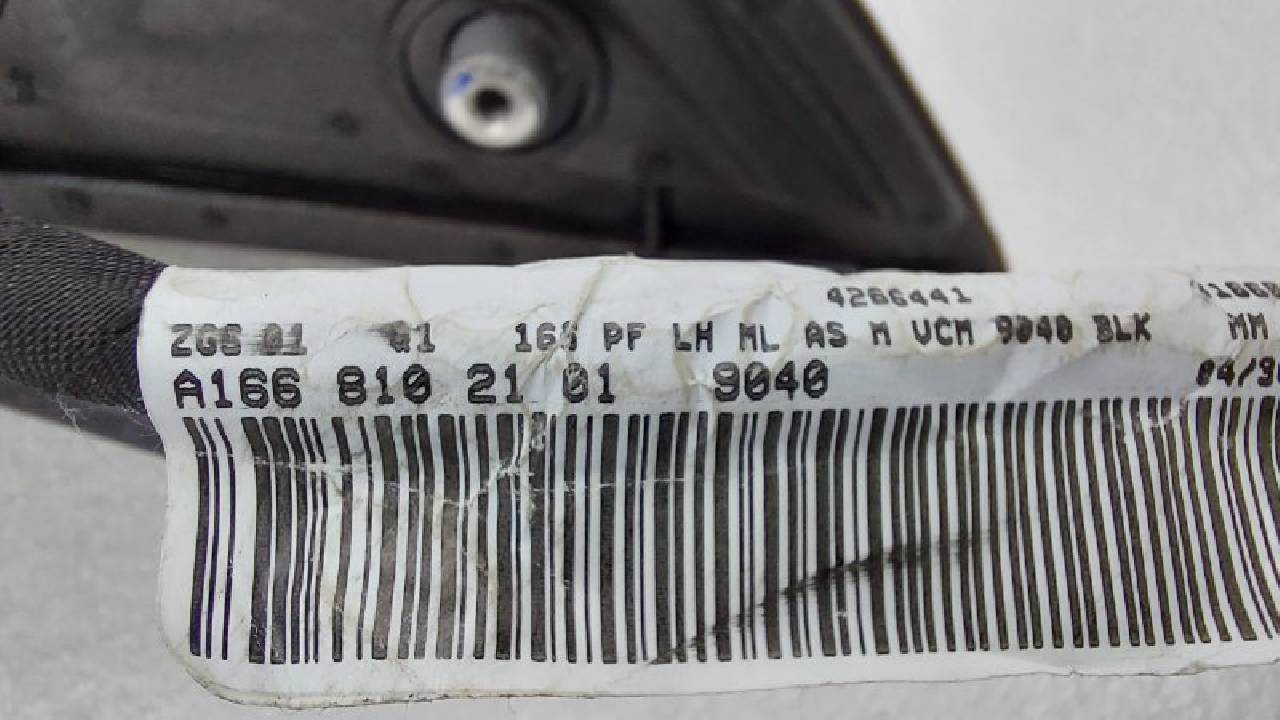 4266441
ZGS 01 01 166 PF LH ML AS M VCM 9040 BLK MM
A166 810 21 01 9040